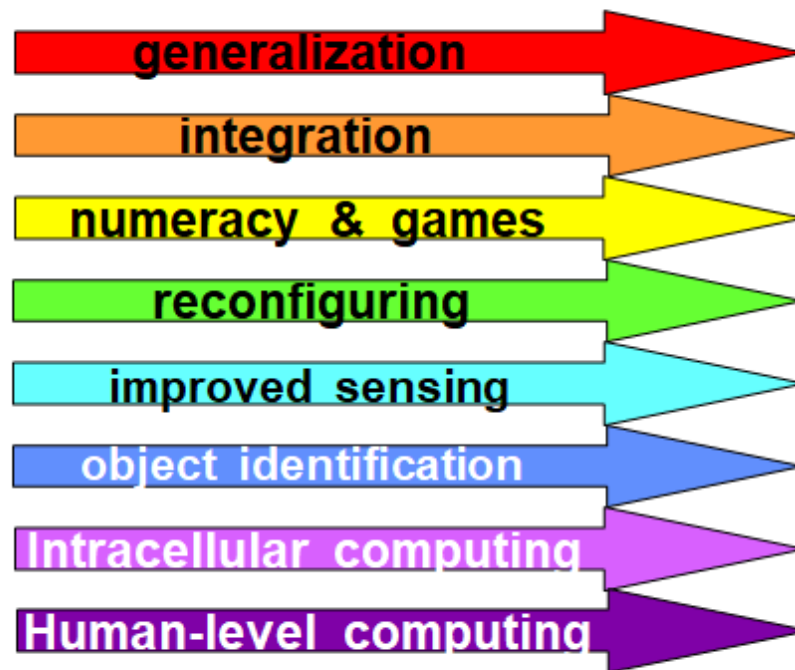 generalization
integration
numeracy & games
reconfiguring
improved sensing
object identification
Intracellular computing
Human-level computing